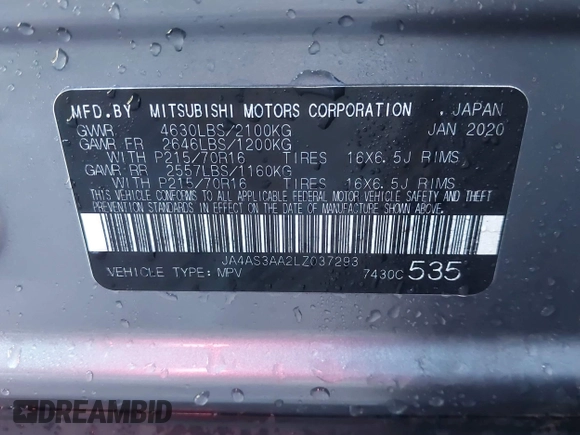 MFD.BY MITSUBISHI MOTORS CORPORATION , JAPAN
GVWR 4630LBS/2100KG JAN 2020
GAWR FR 2646LBS/1200KG
WITH P215/70R16 TIRES 16X6.5J RIMS
GAWR RR 2557LBS/1160KG
WITH P215/70R16 TIRES 16X6.5J RIMS
THIS VEHICLE CONFORMS TO ALL APPLICABLE FEDERAL MOTOR VEHICLE SAFETY AND THEFT
PREVENTION STANDARDS IN EFFECT ON THE DATE OF MANUFACTURE SHOWN ABOVE.
JA4AS3AA2LZ037293
VEHICLE TYPE: MPV 7430C 535
DREAMBID